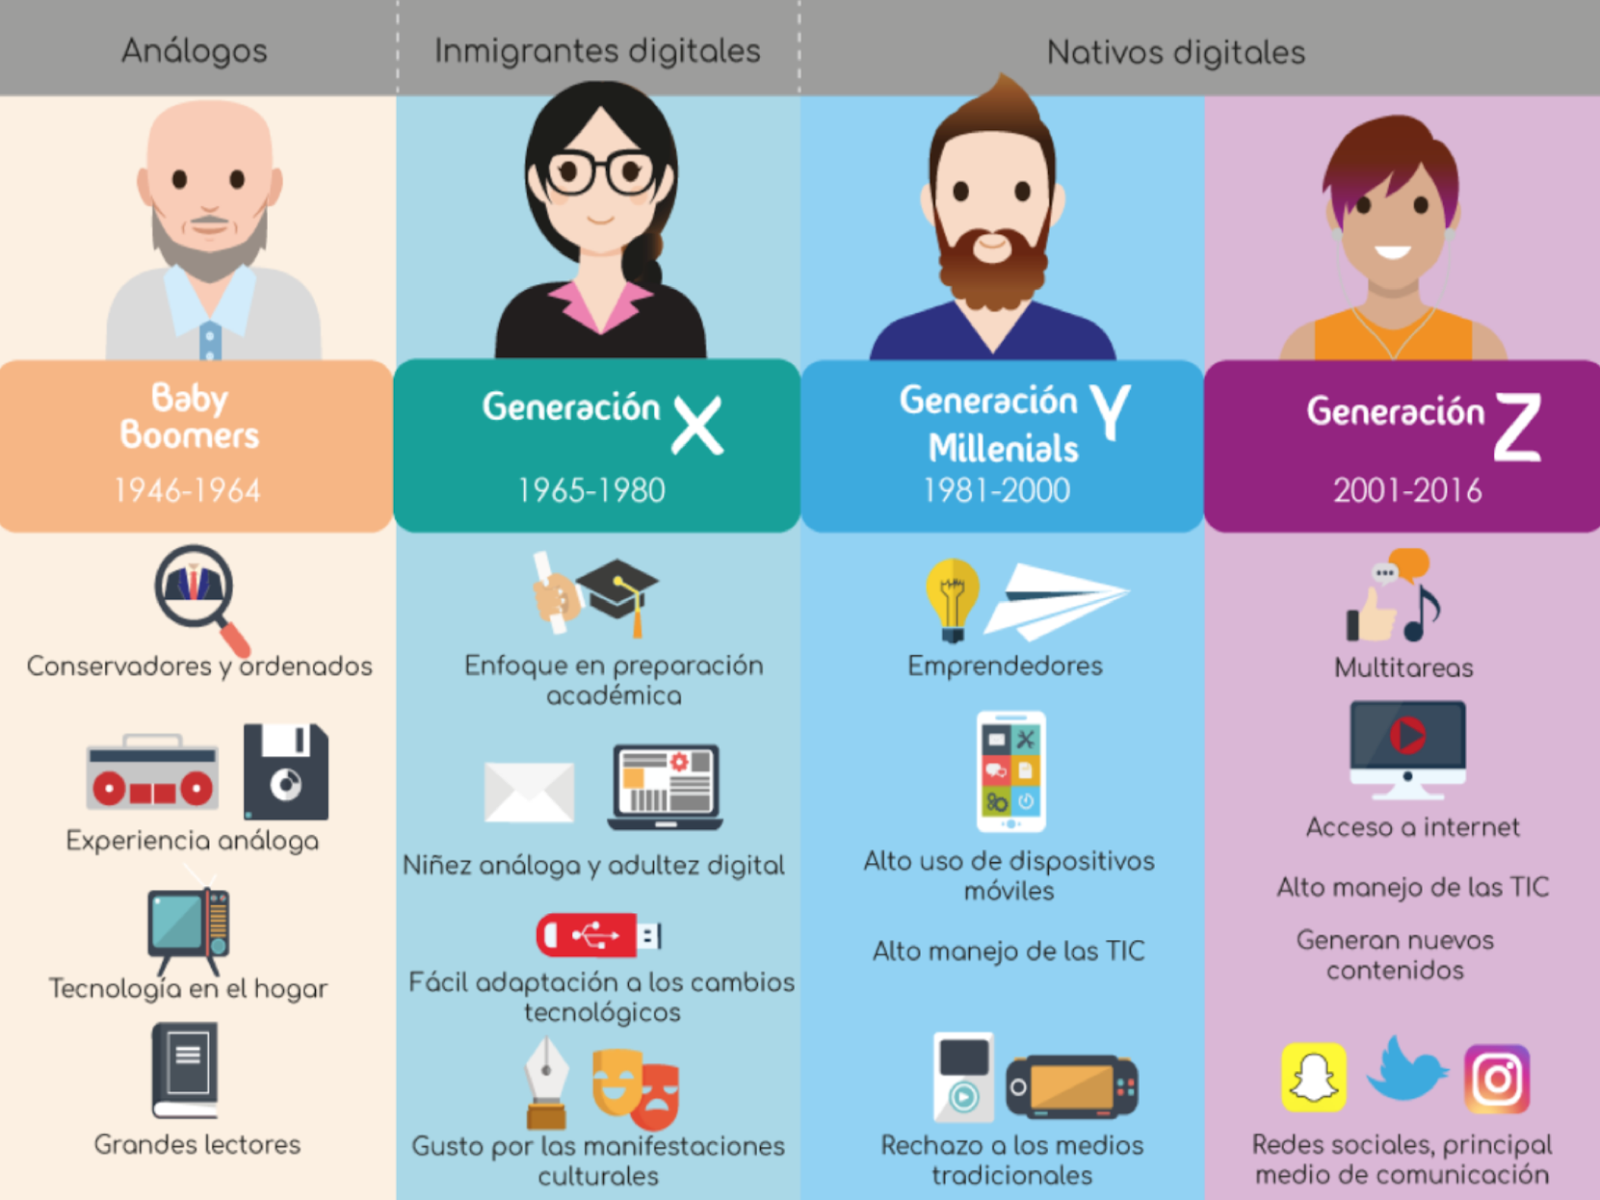 Análogos
Inmigrantes digitales
Nativos digitales
Baby
Boomers
1946-1964
Generación X
1965-1980
Generación Y
Millenials
1981-2000
Generación Z
2001-2016
Conservadores y ordenados
Experiencia análoga
Tecnología en el hogar
Grandes lectores
Enfoque en preparación
académica
Niñez análoga y adultez digital
Fácil adaptación a los cambios
tecnológicos
Gusto por las manifestaciones
culturales
Emprendedores
Alto uso de dispositivos
móviles
Alto manejo de las TIC
Rechazo a los medios
tradicionales
Multitareas
Acceso a internet
Alto manejo de las TIC
Generan nuevos
contenidos
Redes sociales, principal
medio de comunicación